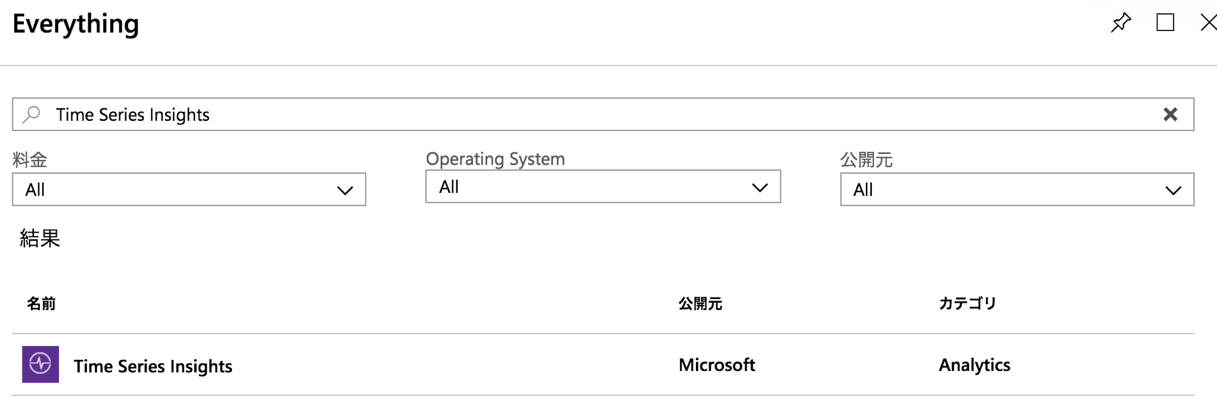 Everything
Time Series Insights
料金 Operating System 公開元
All All All
結果
名前 公開元 カテゴリ
Time Series Insights Microsoft Analytics